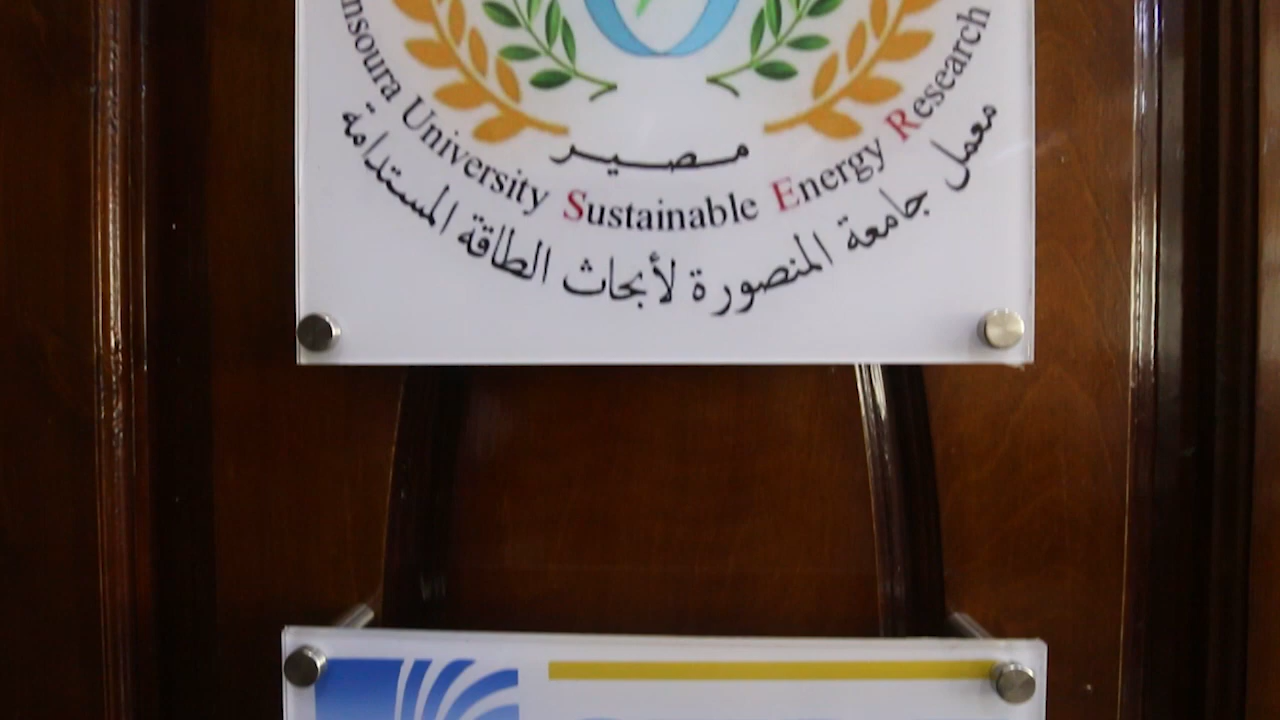 مصير
nsoura University Sustainable Energy Research
معمل جامعة المنصورة لأبحاث الطاقة المستدامة